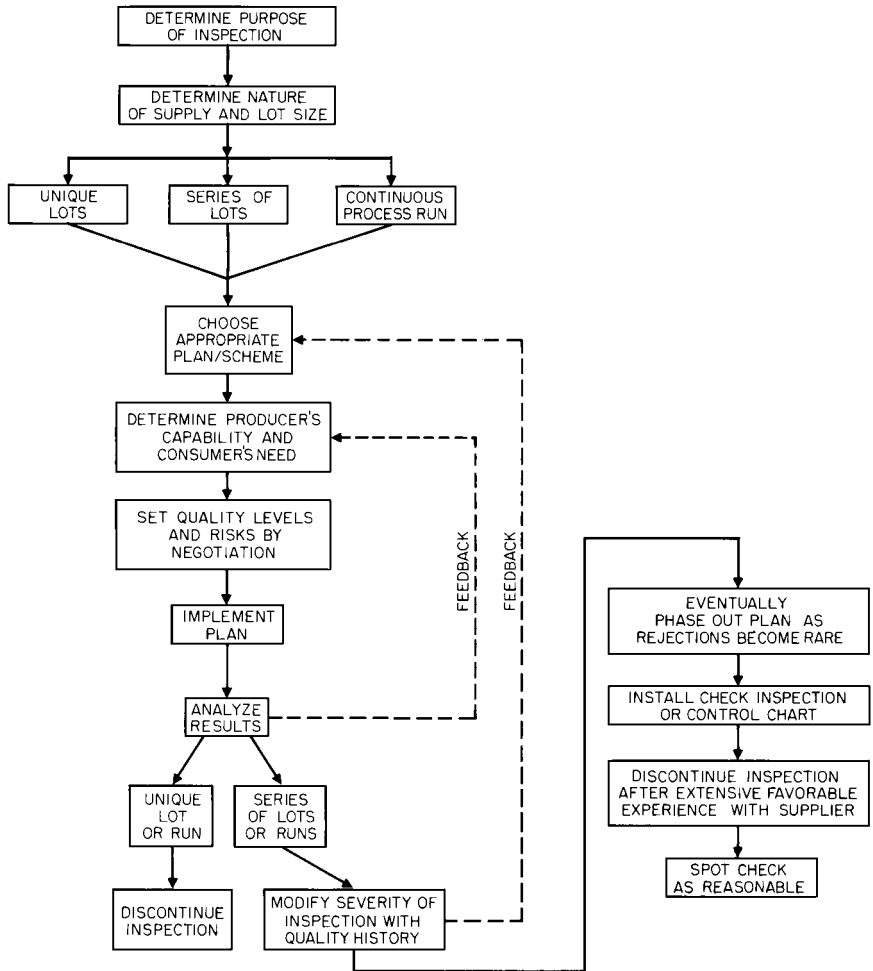 DETERMINE PURPOSE
OF INSPECTION
DETERMINE NATURE
OF SUPPLY AND LOT SIZE
UNIQUE
LOTS
SERIES OF
LOTS
CONTINUOUS
PROCESS RUN
CHOOSE
APPROPRIATE
PLAN/SCHEME
DETERMINE PRODUCER'S
CAPABILITY AND
CONSUMER'S NEED
SET QUALITY LEVELS
AND RISKS BY
NEGOTIATION
IMPLEMENT
PLAN
ANALYZE
RESULTS
FEEDBACK
FEEDBACK
UNIQUE
LOT
OR RUN
SERIES
OF LOTS
OR RUNS
DISCONTINUE
INSPECTION
MODIFY SEVERITY OF
INSPECTION WITH
QUALITY HISTORY
EVENTUALLY
PHASE OUT PLAN AS
REJECTIONS BECOME RARE
INSTALL CHECK INSPECTION
OR CONTROL CHART
DISCONTINUE INSPECTION
AFTER EXTENSIVE FAVORABLE
EXPERIENCE WITH SUPPLIER
SPOT CHECK
AS REASONABLE